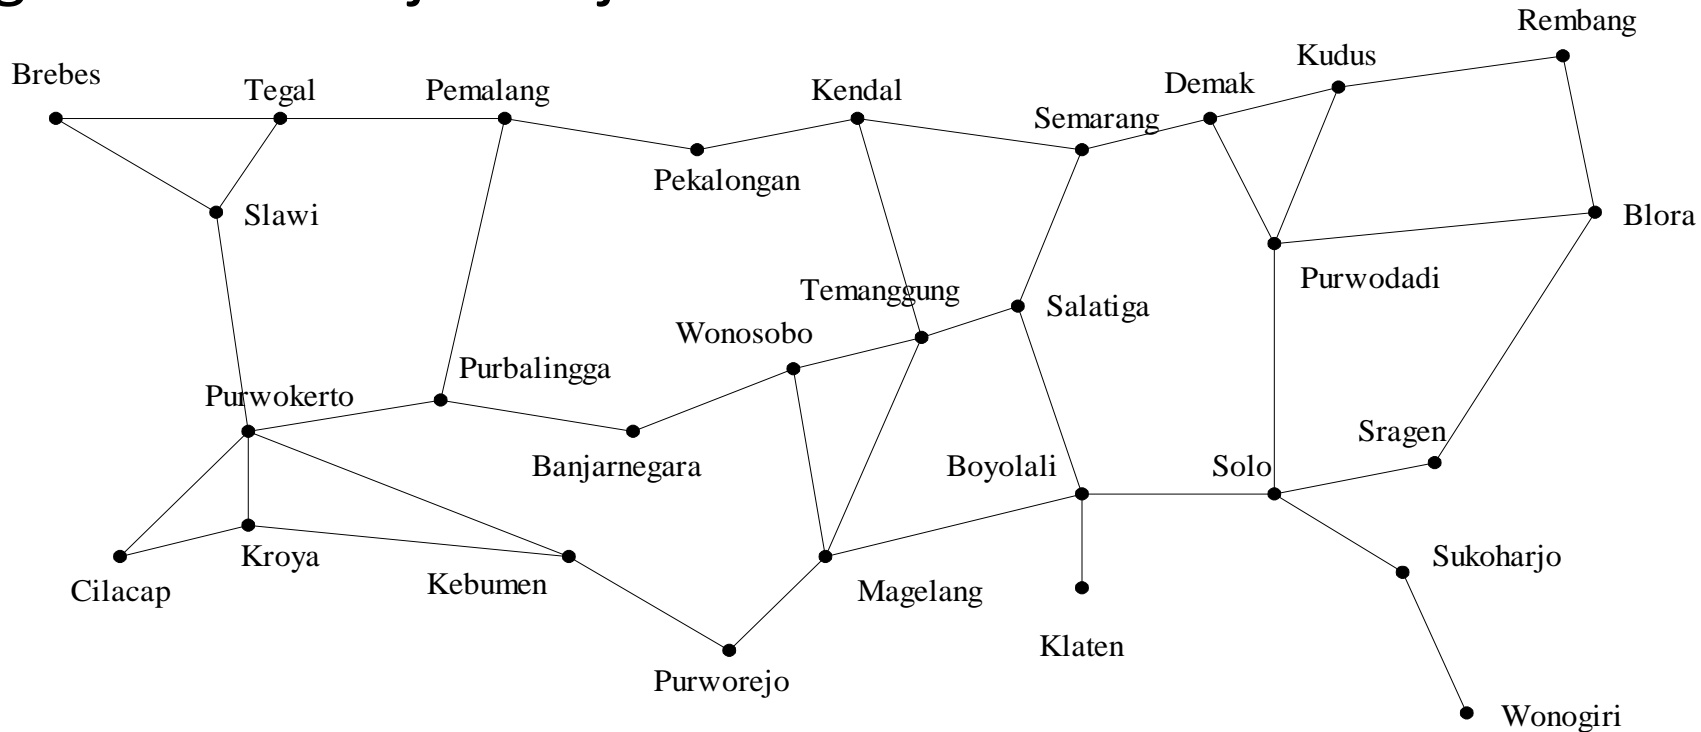 Rembang
Kudus
Brebes
Tegal
Pemalang
Kendal
Demak
Semarang
Pekalongan
Slawi
Blora
Purwodadi
Temanggung
Salatiga
Wonosobo
Purbalingga
Purwokerto
Sragen
Banjarnegara
Boyolali
Solo
Kroya
Sukoharjo
Cilacap
Kebumen
Magelang
Klaten
Purworejo
Wonogiri